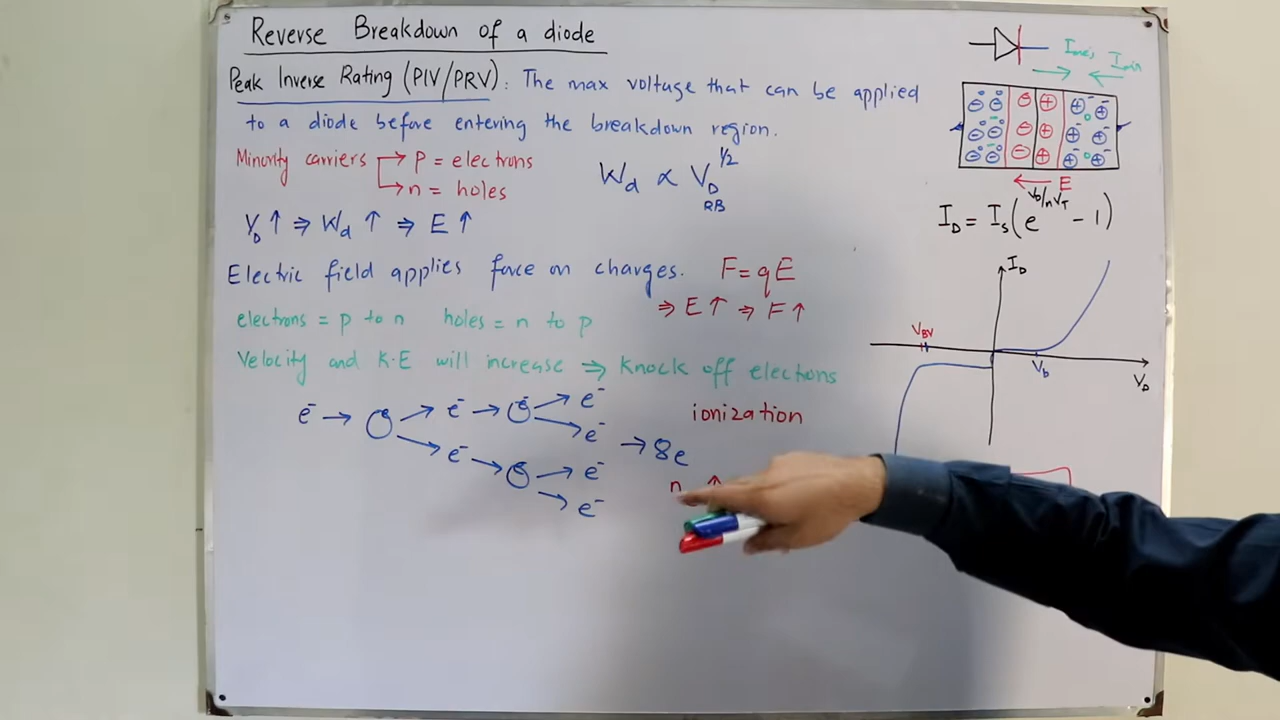 Reverse Breakdown of a diode
Peak Inverse Rating (PIV/PRV): The max voltage that can be applied
to a diode before entering the breakdown region.
Minority carriers → p = electrons
→ n = holes
W_d ∝ V_D^{1/2}
RB
V_D ↑ ⇒ W_d ↑ ⇒ E ↑
Electric field applies force on charges. F = qE
⇒ E ↑ ⇒ F ↑
electrons = p to n holes = n to p
Velocity and K.E will increase ⇒ knock off electrons
e⁻ → e⁻ → e⁻
e⁻
e⁻ → e⁻
e⁻
→ 8e
ionization
n ↑
E
I_D = I_s(e^{V_D/nV_T} - 1)
I_D
V_BV
V_b
V_D